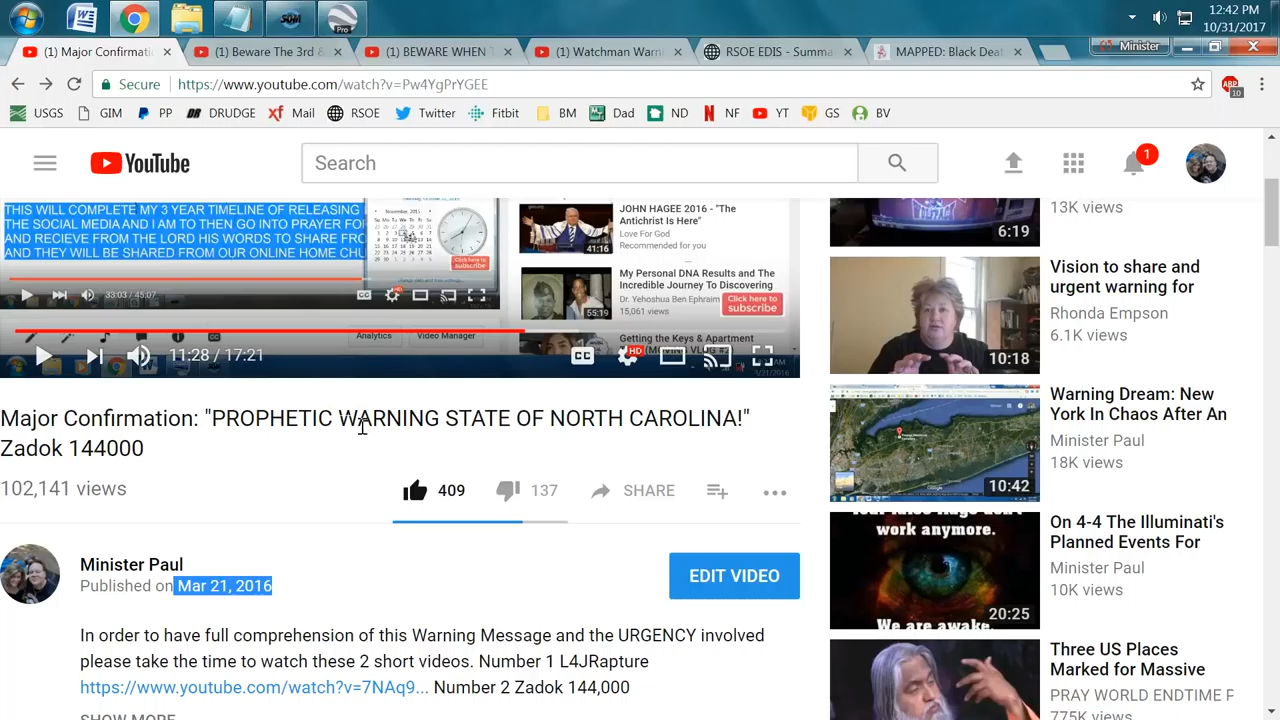 12:42 PM
10/31/2017
(1) Major Confirmati
(1) Beware The 3rd &
(1) BEWARE WHEN T
(1) Watchman Warni
RSOE EDIS - Summa
MAPPED: Black Deat
Minister
Secure
https://www.youtube.com/watch?v=Pw4YgPrYGEE
ABP
10
USGS
GIM
PP
DR DRUDGE
xf Mail
RSOE
Twitter
Fitbit
BM
Dad
ND
N NF
YT
GS
BV
YouTube
Search
1
THIS WILL COMPLETE MY 3 YEAR TIMELINE OF RELEASING
THE SOCIAL MEDIA AND I AM TO THEN GO INTO PRAYER FO
AND RECIEVE FROM THE LORD HIS WORDS TO SHARE FRO
AND THEY WILL BE SHARED FROM OUR ONLINE HOME CHU
November, 2015
Click here to
subscribe
JOHN HAGEE 2016 - "The
Antichrist Is Here"
Love For God
Recommended for you
41:16
My Personal DNA Results and The
Incredible Journey To Discovering
Dr. Yehoshua Ben Ephraim
15,061 views
55:19
Click here to
subscribe
Getting the Keys & Apartment
33:03 / 45:07
Analytics
Video Manager
11:28 / 17:21
CC
HD
Major Confirmation: "PROPHETIC WARNING STATE OF NORTH CAROLINA!"
Zadok 144000
102,141 views
409
137
SHARE
Minister Paul
Published on Mar 21, 2016
EDIT VIDEO
In order to have full comprehension of this Warning Message and the URGENCY involved
please take the time to watch these 2 short videos. Number 1 L4JRapture
https://www.youtube.com/watch?v=7NAq9... Number 2 Zadok 144,000
SHOW MORE
13K views
6:19
Vision to share and
urgent warning for
Rhonda Empson
6.1K views
10:18
Warning Dream: New
York In Chaos After An
Minister Paul
18K views
10:42
work anymore.
We are awake.
On 4-4 The Illuminati's
Planned Events For
Minister Paul
10K views
20:25
Three US Places
Marked for Massive
PRAY WORLD ENDTIME
775K views